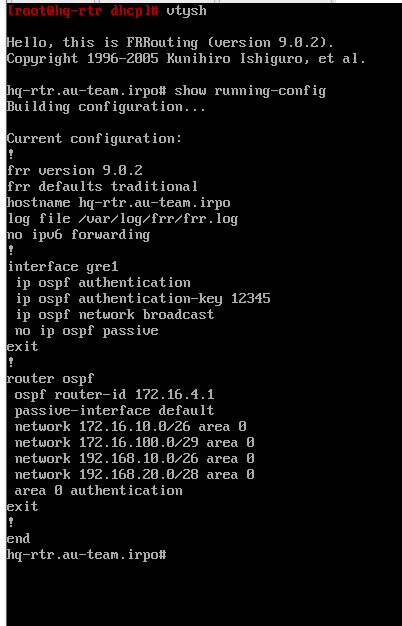 [root@hq-rtr dhcp]# vtysh
Hello, this is FRRouting (version 9.0.2).
Copyright 1996-2005 Kunihiro Ishiguro, et al.
hq-rtr.au-team.irpo# show running-config
Building configuration...
Current configuration:
!
frr version 9.0.2
frr defaults traditional
hostname hq-rtr.au-team.irpo
log file /var/log/frr/frr.log
no ipv6 forwarding
!
interface gre1
 ip ospf authentication
 ip ospf authentication-key 12345
 ip ospf network broadcast
 no ip ospf passive
exit
!
router ospf
 ospf router-id 172.16.4.1
 passive-interface default
 network 172.16.10.0/26 area 0
 network 172.16.100.0/29 area 0
 network 192.168.10.0/26 area 0
 network 192.168.20.0/28 area 0
 area 0 authentication
exit
!
end
hq-rtr.au-team.irpo#